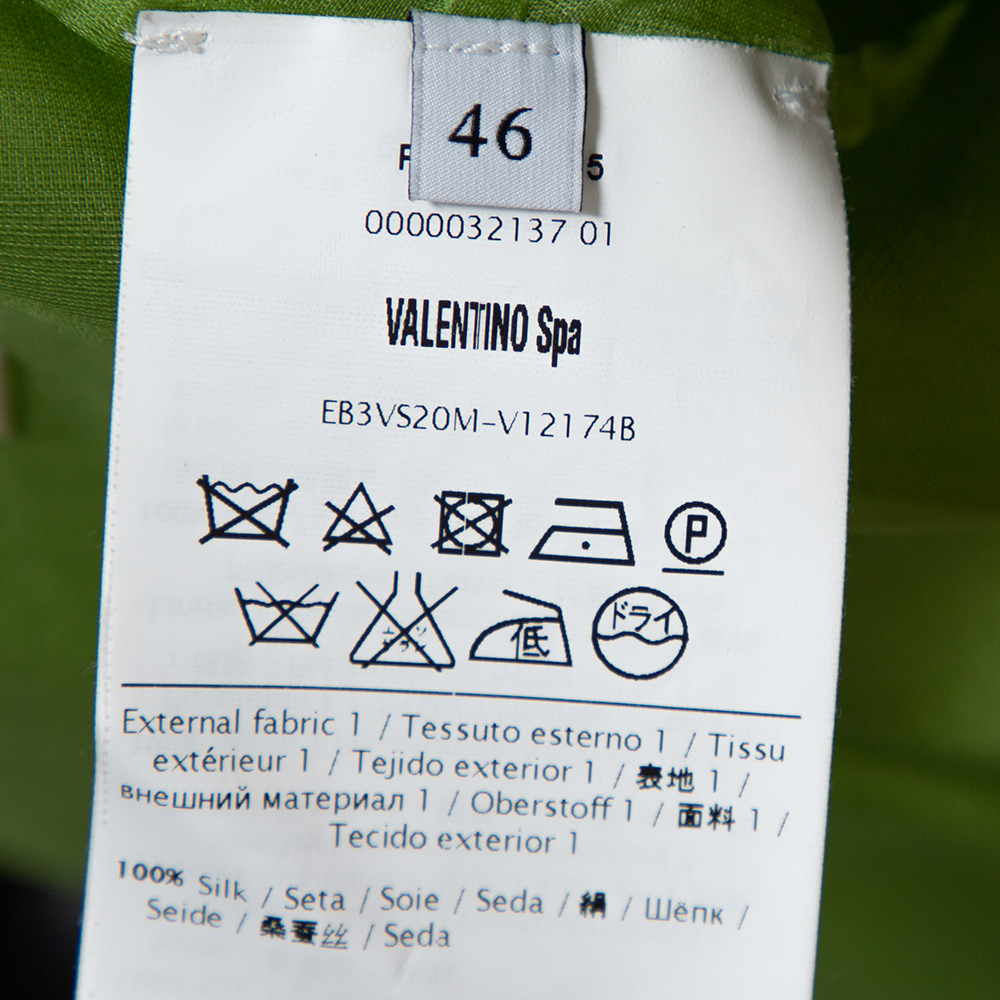 46
5
0000032137 01
VALENTINO Spa
EB3VS20M-V12174B
P
低
ドライ
External fabric 1 / Tessuto esterno 1 / Tissu
extérieur 1 / Tejido exterior 1 / 表地 1 /
внешний материал 1 / Oberstoff 1 / 面料 1 /
Tecido exterior 1
100% Silk / Seta / Soie / Seda / 絹 / Шёпк /
Seide / 桑蚕丝 / Seda